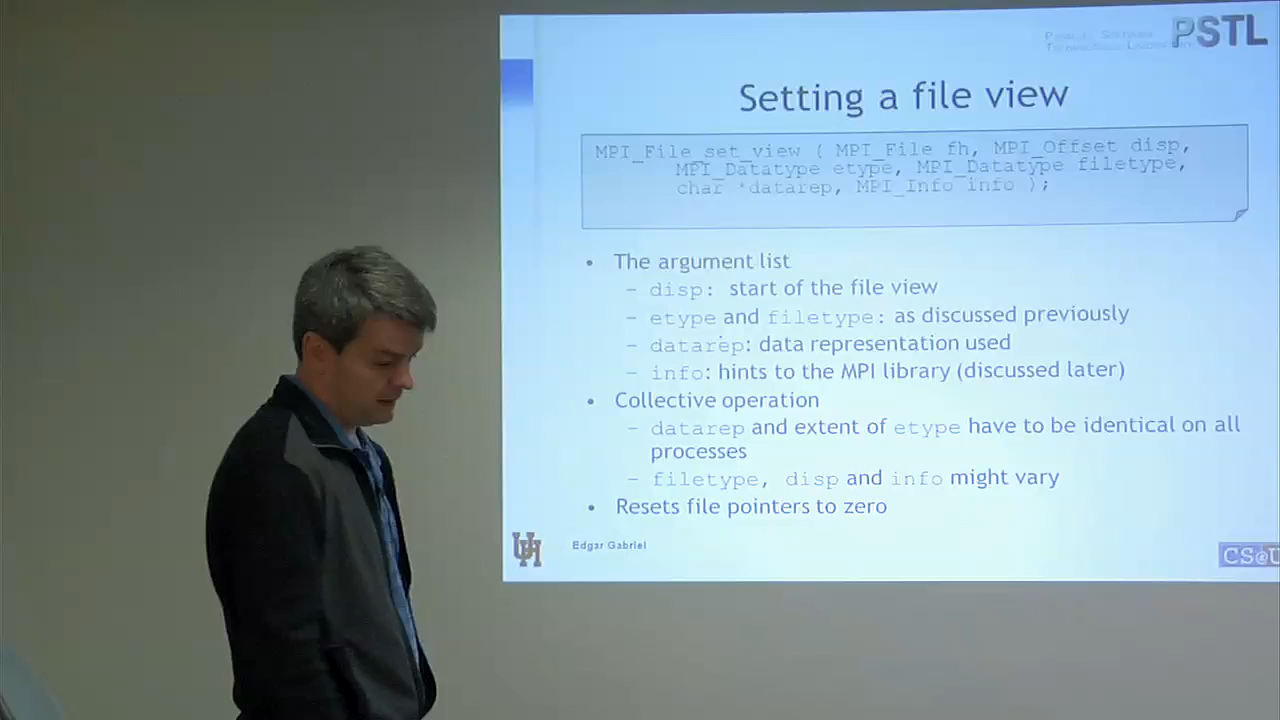 PSTL
Setting a file view
MPI_File_set_view ( MPI_File fh, MPI_Offset disp,
MPI_Datatype etype, MPI_Datatype filetype,
char *datarep, MPI_Info info );
• The argument list
– disp: start of the file view
– etype and filetype: as discussed previously
– datarep: data representation used
– info: hints to the MPI library (discussed later)
• Collective operation
– datarep and extent of etype have to be identical on all
processes
– filetype, disp and info might vary
• Resets file pointers to zero
UH
Edgar Gabriel
CS@U